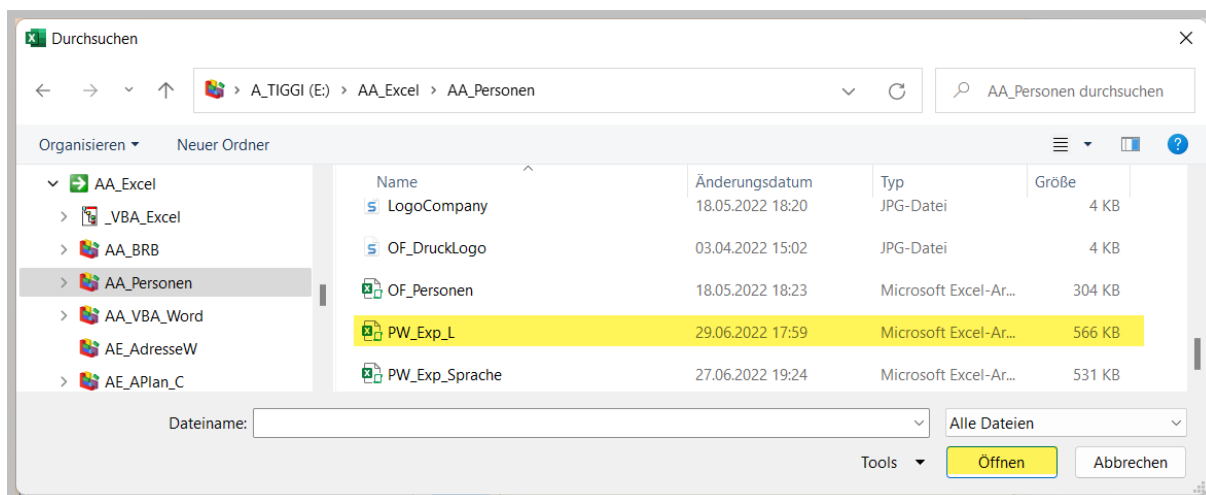 Durchsuchen
A_TIGGI (E:) > AA_Excel > AA_Personen
AA_Personen durchsuchen
Organisieren
Neuer Ordner
AA_Excel
_VBA_Excel
AA_BRB
AA_Personen
AA_VBA_Word
AE_AdresseW
AE_APlan_C
Name Änderungsdatum Typ Größe
LogoCompany 18.05.2022 18:20 JPG-Datei 4 KB
OF_DruckLogo 03.04.2022 15:02 JPG-Datei 4 KB
OF_Personen 18.05.2022 18:23 Microsoft Excel-Ar... 304 KB
PW_Exp_L 29.06.2022 17:59 Microsoft Excel-Ar... 566 KB
PW_Exp_Sprache 27.06.2022 19:24 Microsoft Excel-Ar... 531 KB
Dateiname:
Alle Dateien
Tools
Öffnen
Abbrechen